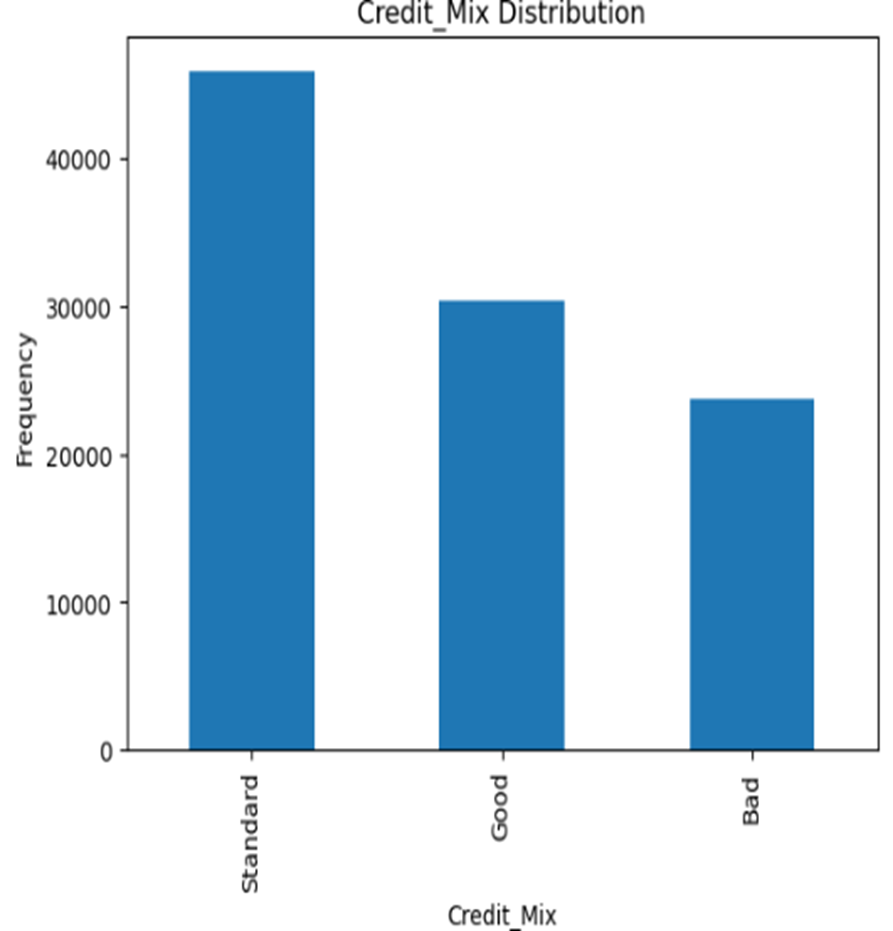 Credit_Mix Distribution
40000
30000
20000
10000
0
Frequency
Standard
Good
Bad
Credit_Mix